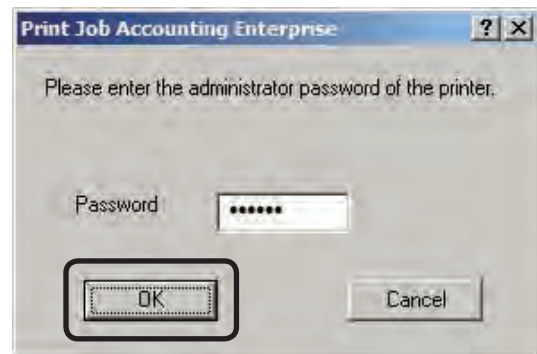 Print Job Accounting Enterprise
Please enter the administrator password of the printer.
Password ••••••
OK Cancel